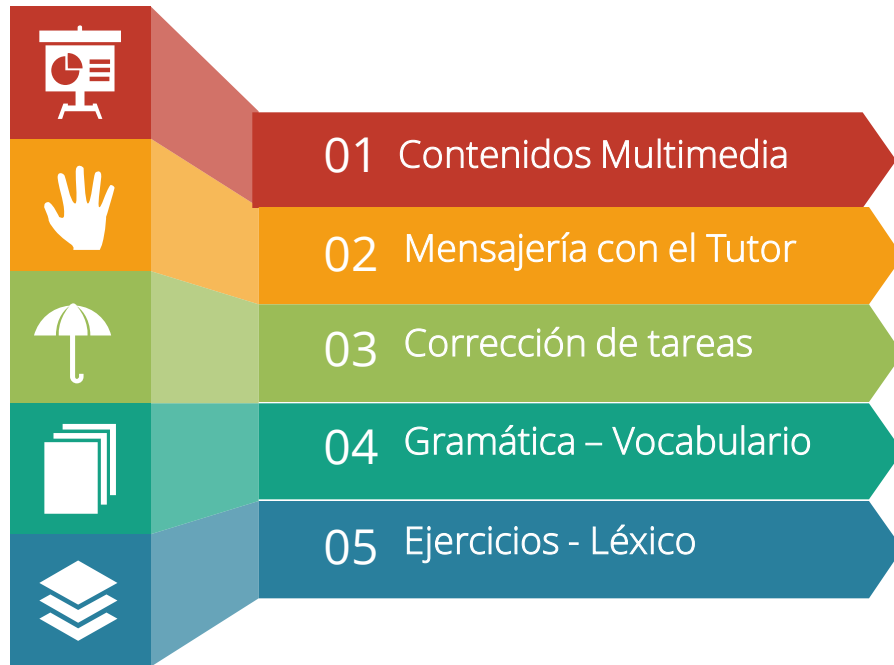 01 Contenidos Multimedia
02 Mensajería con el Tutor
03 Corrección de tareas
04 Gramática – Vocabulario
05 Ejercicios - Léxico